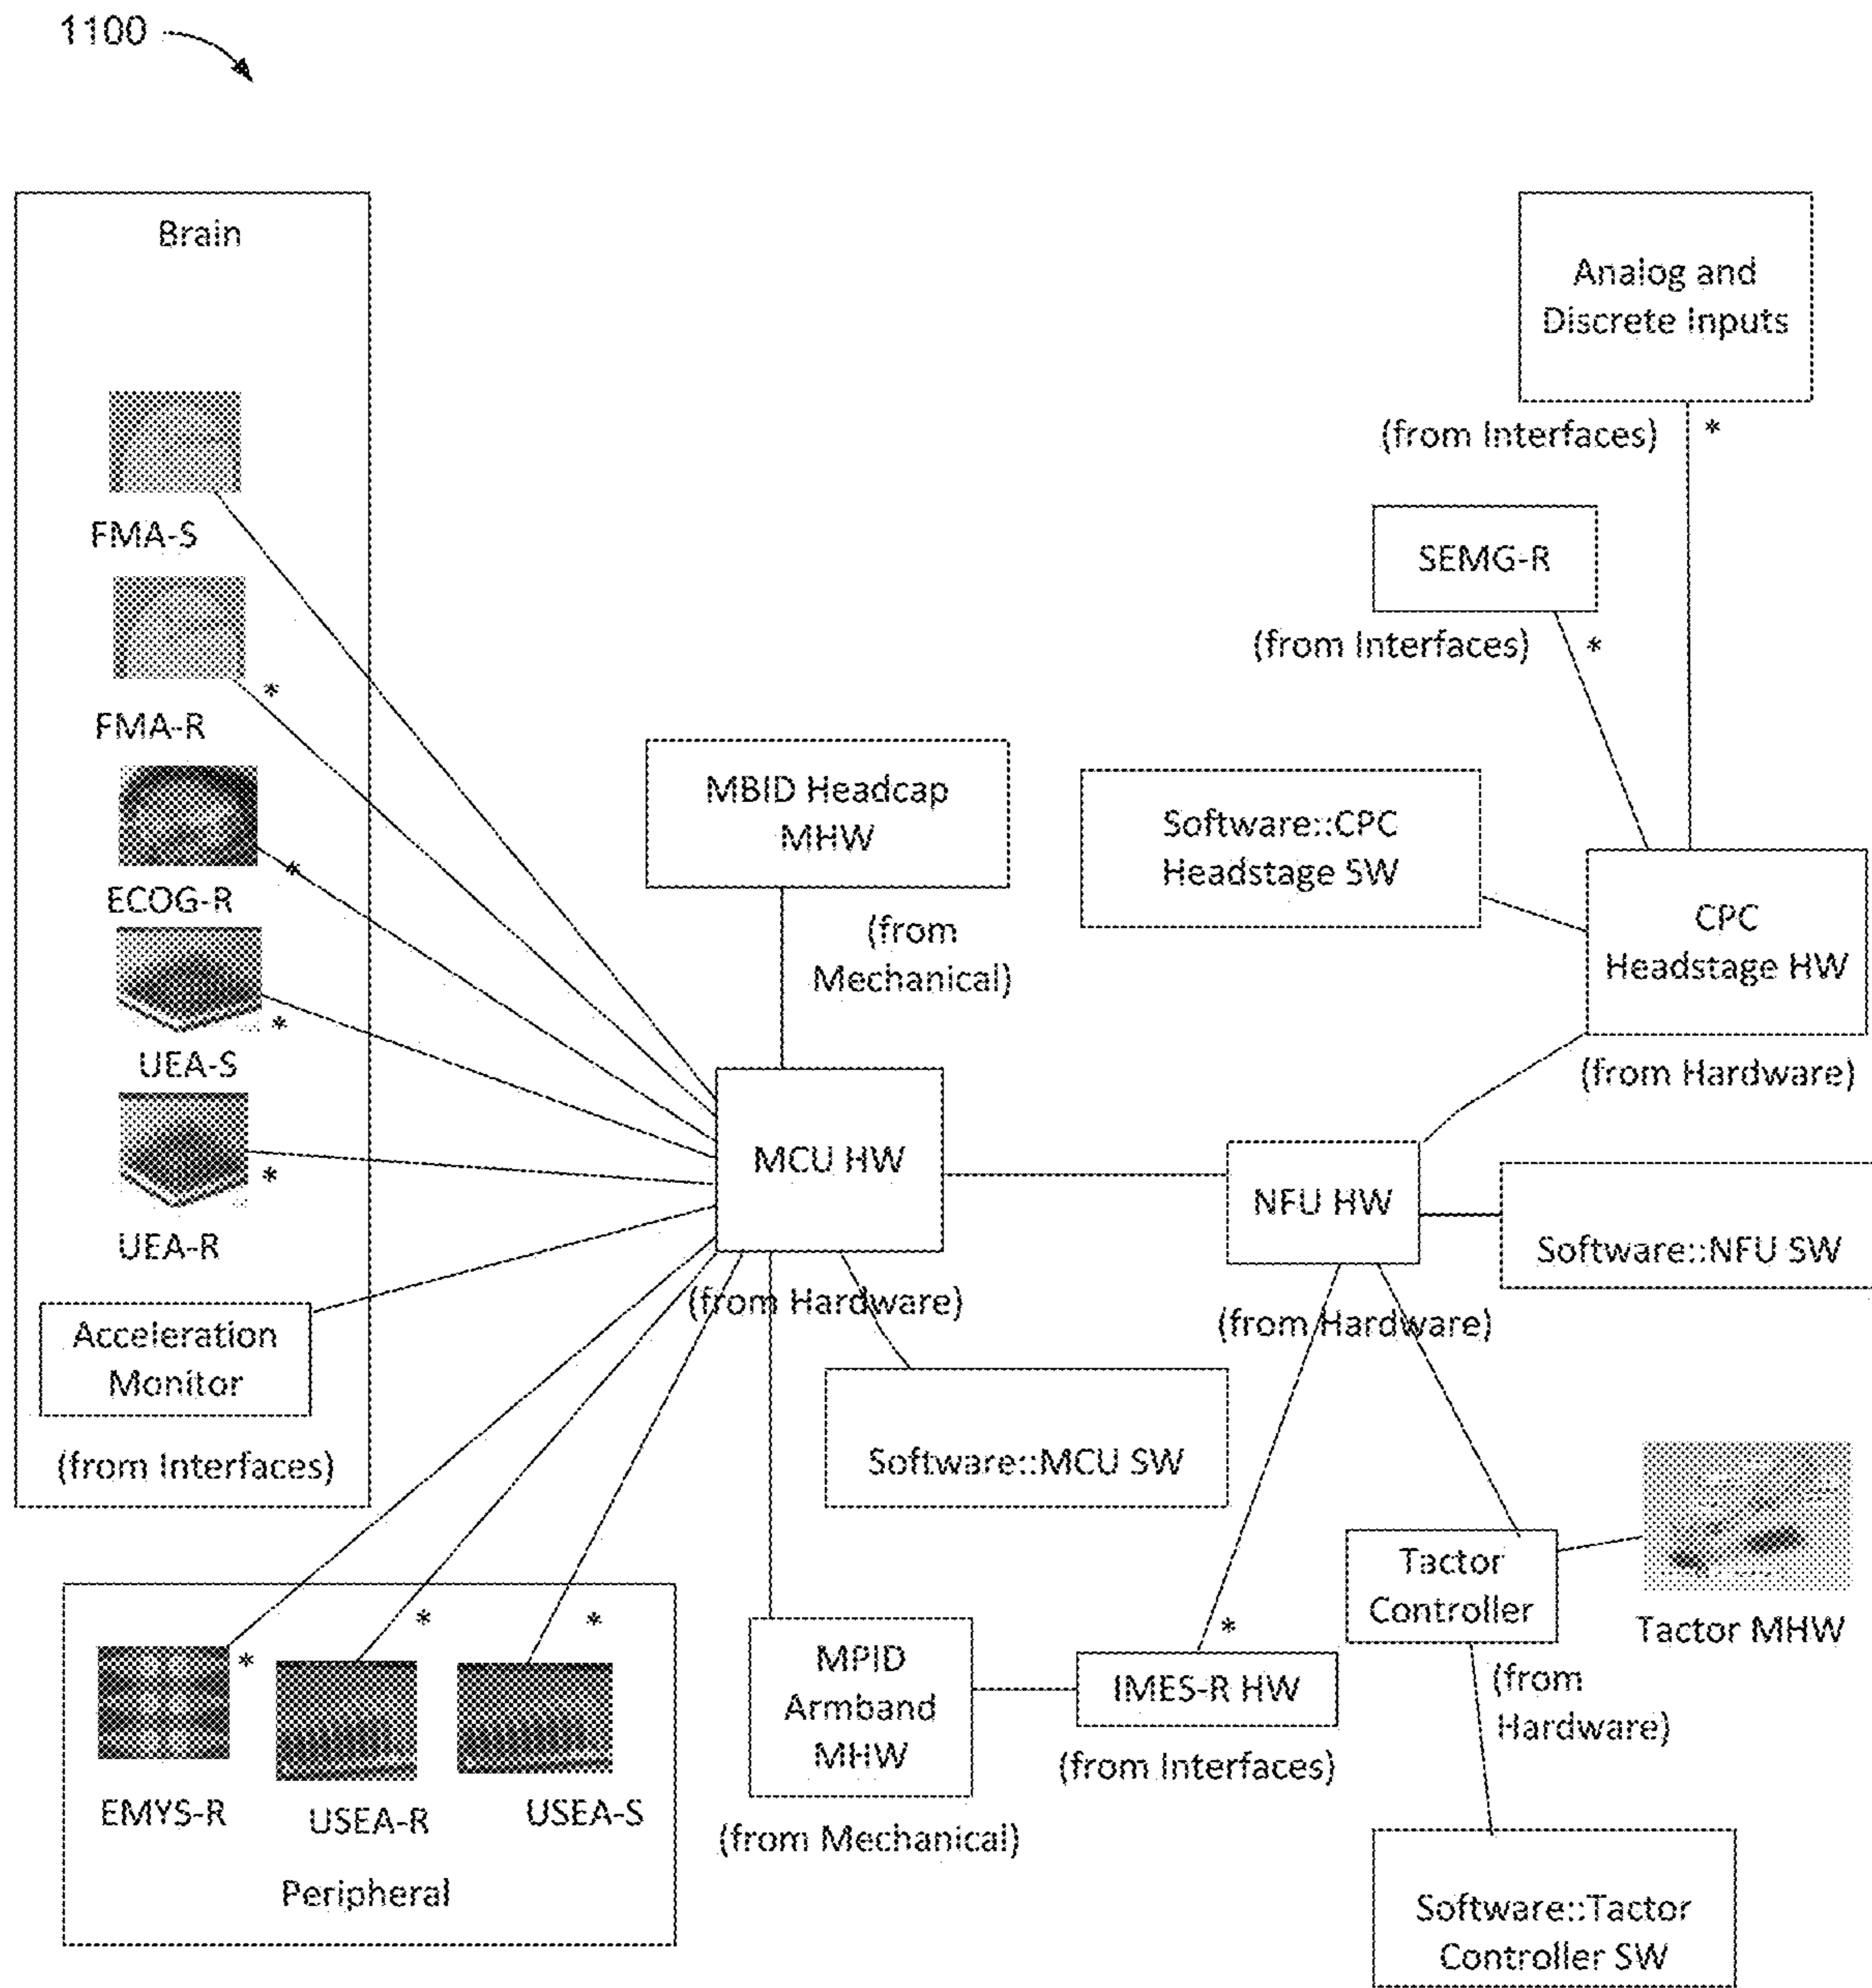 1100
Brain
FMA-S
*
FMA-R
*
ECOG-R
*
UEA-S
*
UEA-R
Acceleration
Monitor
(from Interfaces)
Analog and
Discrete Inputs
(from Interfaces)
*
SEMG-R
(from Interfaces)
*
MBID Headcap
MHW
(from
Mechanical)
Software::CPC
Headstage SW
CPC
Headstage HW
(from Hardware)
MCU HW
(from Hardware)
NFU HW
(from Hardware)
Software::NFU SW
Software::MCU SW
*
*
*
EMYS-R
USEA-R
USEA-S
Peripheral
MPID
Armband
MHW
(from Mechanical)
*
IMES-R HW
(from Interfaces)
Tactor
Controller
(from
Hardware)
Tactor MHW
Software::Tactor
Controller SW